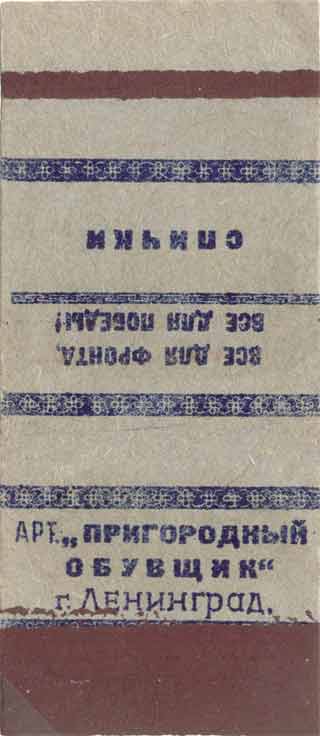 СПИЧКИ
ВСЕ ДЛЯ ФРОНТА,
ВСЕ ДЛЯ ПОБЕДЫ!
АРТ. „ПРИГОРОДНЫЙ
ОБУВЩИК“
г. ЛЕНИНГРАД.